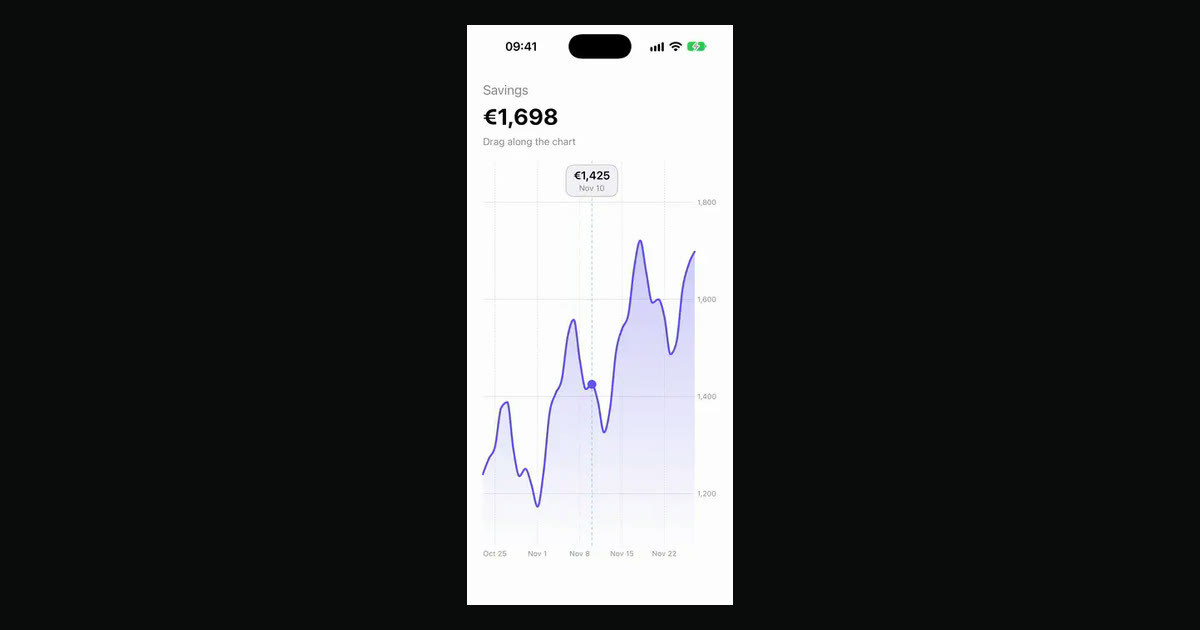 09:41
Savings
€1,698
Drag along the chart
€1,425
Nov 10
1,800
1,600
1,400
1,200
Oct 25 Nov 1 Nov 8 Nov 15 Nov 22